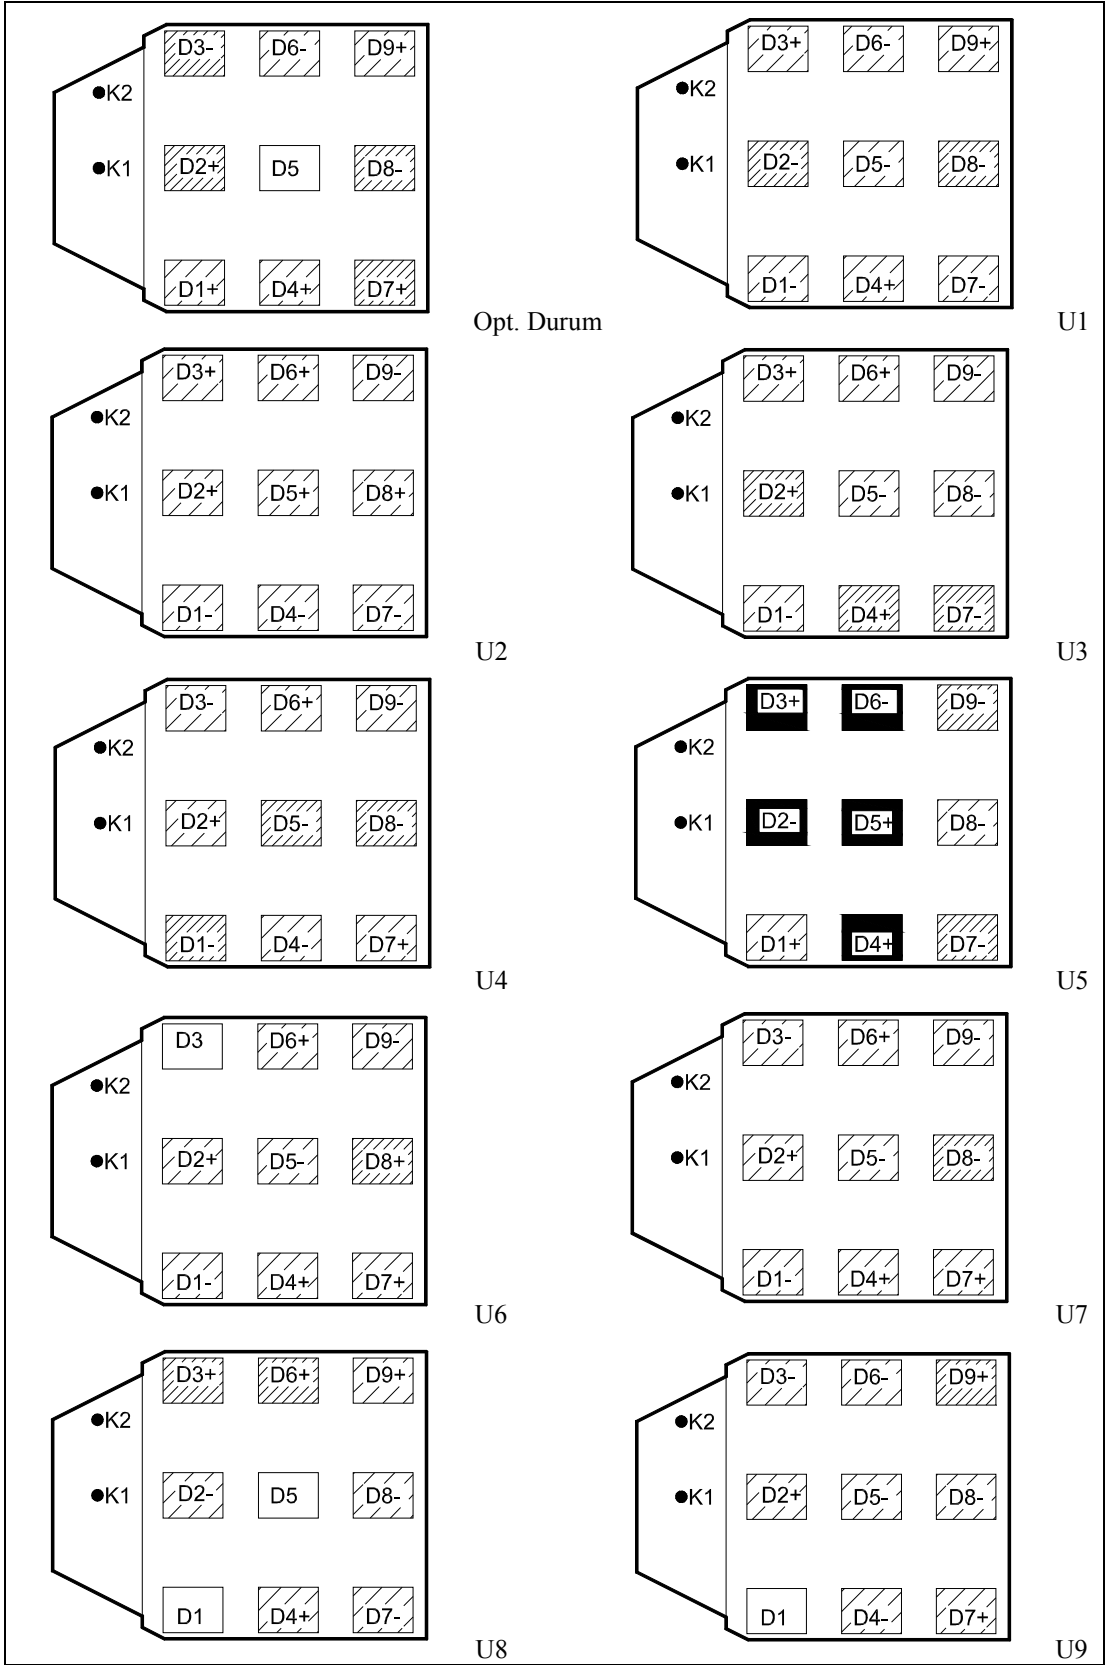 D3- D6- D9+ D3+ D6- D9+
K2 K2
K1 D2+ D5 D8- K1 D2- D5- D8-
D1+ D4+ D7+ D1- D4+ D7-
Opt. Durum U1
D3+ D6+ D9- D3+ D6+ D9-
K2 K2
K1 D2+ D5+ D8+ K1 D2+ D5- D8-
D1- D4- D7- D1- D4+ D7-
U2 U3
D3- D6+ D9- D3+ D6- D9-
K2 K2
K1 D2+ D5- D8- K1 D2- D5+ D8-
D1- D4- D7+ D1+ D4+ D7-
U4 U5
D3 D6+ D9- D3- D6+ D9-
K2 K2
K1 D2+ D5- D8+ K1 D2+ D5- D8-
D1- D4+ D7+ D1- D4+ D7+
U6 U7
D3+ D6+ D9+ D3- D6- D9+
K2 K2
K1 D2- D5 D8- K1 D2+ D5- D8-
D1 D4+ D7- D1 D4- D7+
U8 U9